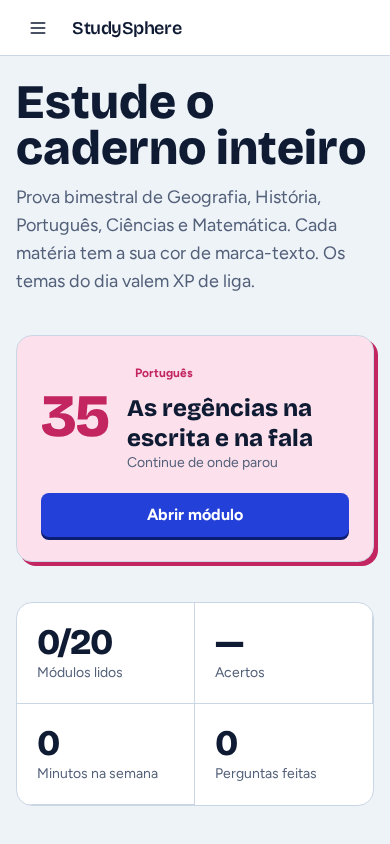 StudySphere
Estude o
caderno inteiro
Prova bimestral de Geografia, História,
Português, Ciências e Matemática. Cada
matéria tem a sua cor de marca-texto. Os
temas do dia valem XP de liga.
Português
35
As regências na
escrita e na fala
Continue de onde parou
Abrir módulo
0/20
Módulos lidos
—
Acertos
0
Minutos na semana
0
Perguntas feitas